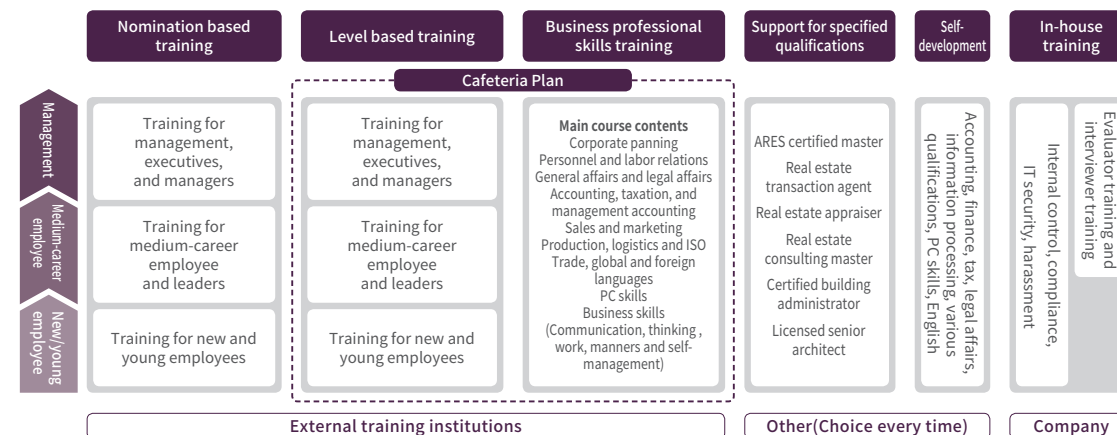 Nomination based
training
Level based training
Business professional
skills training
Support for specified
qualifications
Self-
development
In-house
training
Cafeteria Plan
Management
Medium-career
employee
New/young
employee
Training for
management,
executives,
and managers
Training for
medium-career
employee
and leaders
Training for new and
young employees
Training for
management,
executives,
and managers
Training for
medium-career
employee
and leaders
Training for new and
young employees
Main course contents
Corporate panning
Personnel and labor relations
General affairs and legal affairs
Accounting, taxation, and
management accounting
Sales and marketing
Production, logistics and ISO
Trade, global and foreign
languages
PC skills
Business skills
(Communication, thinking ,
work, manners and self-
management)
ARES certified master
Real estate
transaction agent
Real estate appraiser
Real estate
consulting master
Certified building
administrator
Licensed senior
architect
Accounting, finance, tax, legal affairs,
information processing, various
qualifications, PC skills, English
Internal control, compliance,
IT security, harassment
Evaluator training and
interviewer training
External training institutions
Other(Choice every time)
Company